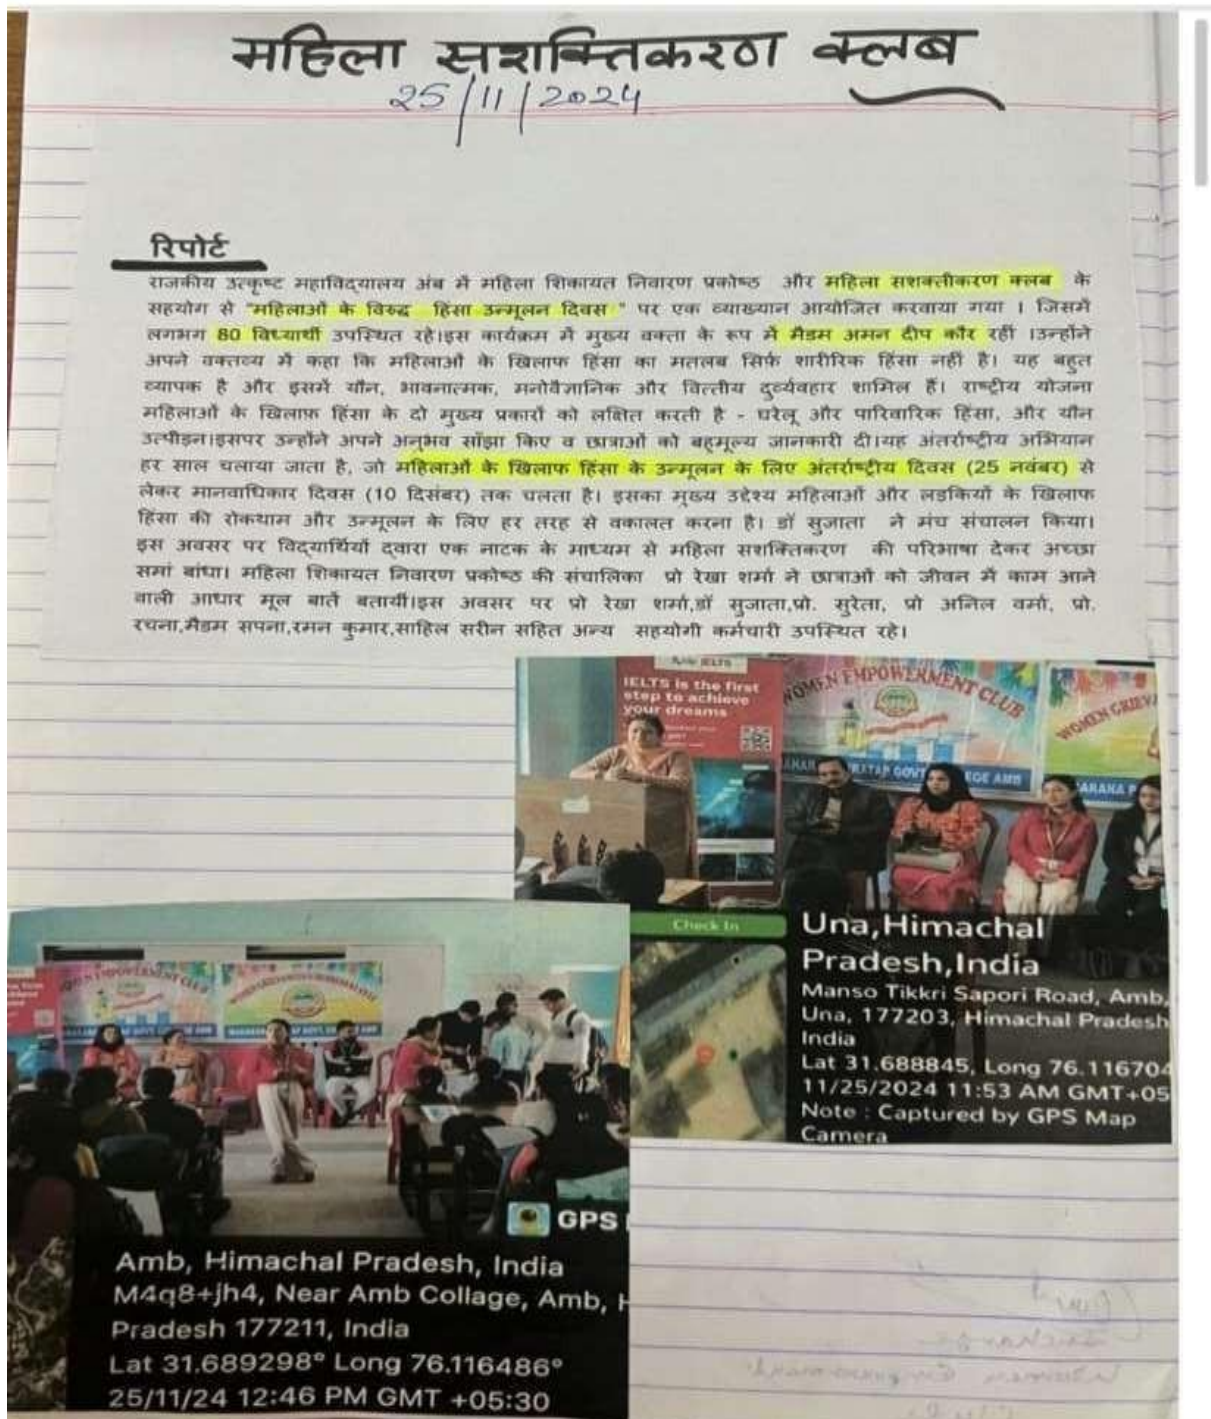 महिला सशक्तिकरण क्लब
25/11/2024
रिपोर्ट
राजकीय उत्कृष्ट महाविद्यालय अंब में महिला शिकायत निवारण प्रकोष्ठ और महिला सशक्तीकरण क्लब के
सहयोग से "महिलाओं के विरुद्ध हिंसा उन्मूलन दिवस " पर एक व्याख्यान आयोजित करवाया गया । जिसमें
लगभग 80 विध्यार्थी उपस्थित रहे।इस कार्यक्रम में मुख्य वक्ता के रूप में मैडम अमन दीप कौर रहीं ।उन्होंने
अपने वक्तव्य में कहा कि महिलाओं के खिलाफ हिंसा का मतलब सिर्फ शारीरिक हिंसा नहीं है। यह बहुत
व्यापक है और इसमें यौन, भावनात्मक, मनोवैज्ञानिक और वित्तीय दुर्व्यवहार शामिल हैं। राष्ट्रीय योजना
महिलाओं के खिलाफ़ हिंसा के दो मुख्य प्रकारों को लक्षित करती है - घरेलू और पारिवारिक हिंसा, और यौन
उत्पीड़न।इसपर उन्होंने अपने अनुभव साँझा किए व छात्राओं को बहुमूल्य जानकारी दी।यह अंतर्राष्ट्रीय अभियान
हर साल चलाया जाता है, जो महिलाओं के खिलाफ हिंसा के उन्मूलन के लिए अंतर्राष्ट्रीय दिवस (25 नवंबर) से
लेकर मानवाधिकार दिवस (10 दिसंबर) तक चलता है। इसका मुख्य उद्देश्य महिलाओं और लडकियों के खिलाफ
हिंसा की रोकथाम और उन्मूलन के लिए हर तरह से वकालत करना है। डॉ सुजाता ने मंच संचालन किया।
इस अवसर पर विद्यार्थियों द्वारा एक नाटक के माध्यम से महिला सशक्तिकरण की परिभाषा देकर अच्छा
समां बांधा। महिला शिकायत निवारण प्रकोष्ठ की संचालिका प्रो रेखा शर्मा ने छात्राओं को जीवन में काम आने
वाली आधार मूल बातें बतायीं।इस अवसर पर प्रो रेखा शर्मा,डॉ सुजाता,प्रो. सुरेता, प्रो अनिल वर्मा, प्रो.
रचना,मैडम सपना,रमन कुमार,साहिल सरीन सहित अन्य सहयोगी कर्मचारी उपस्थित रहे।
IELTS is the first
step to achieve
your dreams
WOMEN EMPOWERMENT CLUB
WOMEN GRIEV
Check In
Una,Himachal
Pradesh,India
Manso Tikkri Sapori Road, Amb,
Una, 177203, Himachal Pradesh
India
Lat 31.688845, Long 76.116704
11/25/2024 11:53 AM GMT+05
Note : Captured by GPS Map
Camera
EMPOWERMENT CLUB
GPS
Amb, Himachal Pradesh, India
M4q8+jh4, Near Amb Collage, Amb, H
Pradesh 177211, India
Lat 31.689298° Long 76.116486°
25/11/24 12:46 PM GMT +05:30